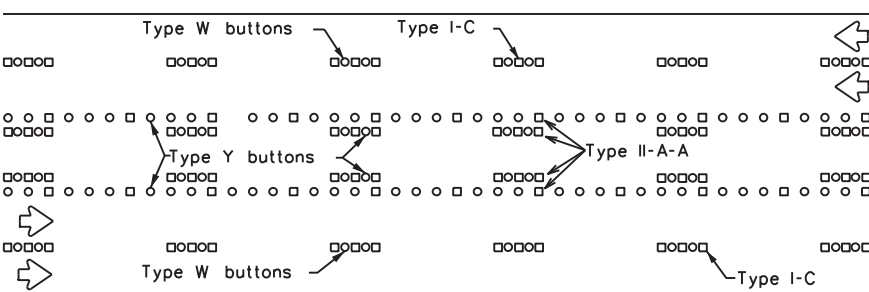 Type W buttons
Type I-C
Type Y buttons
Type II-A-A
Type W buttons
Type I-C